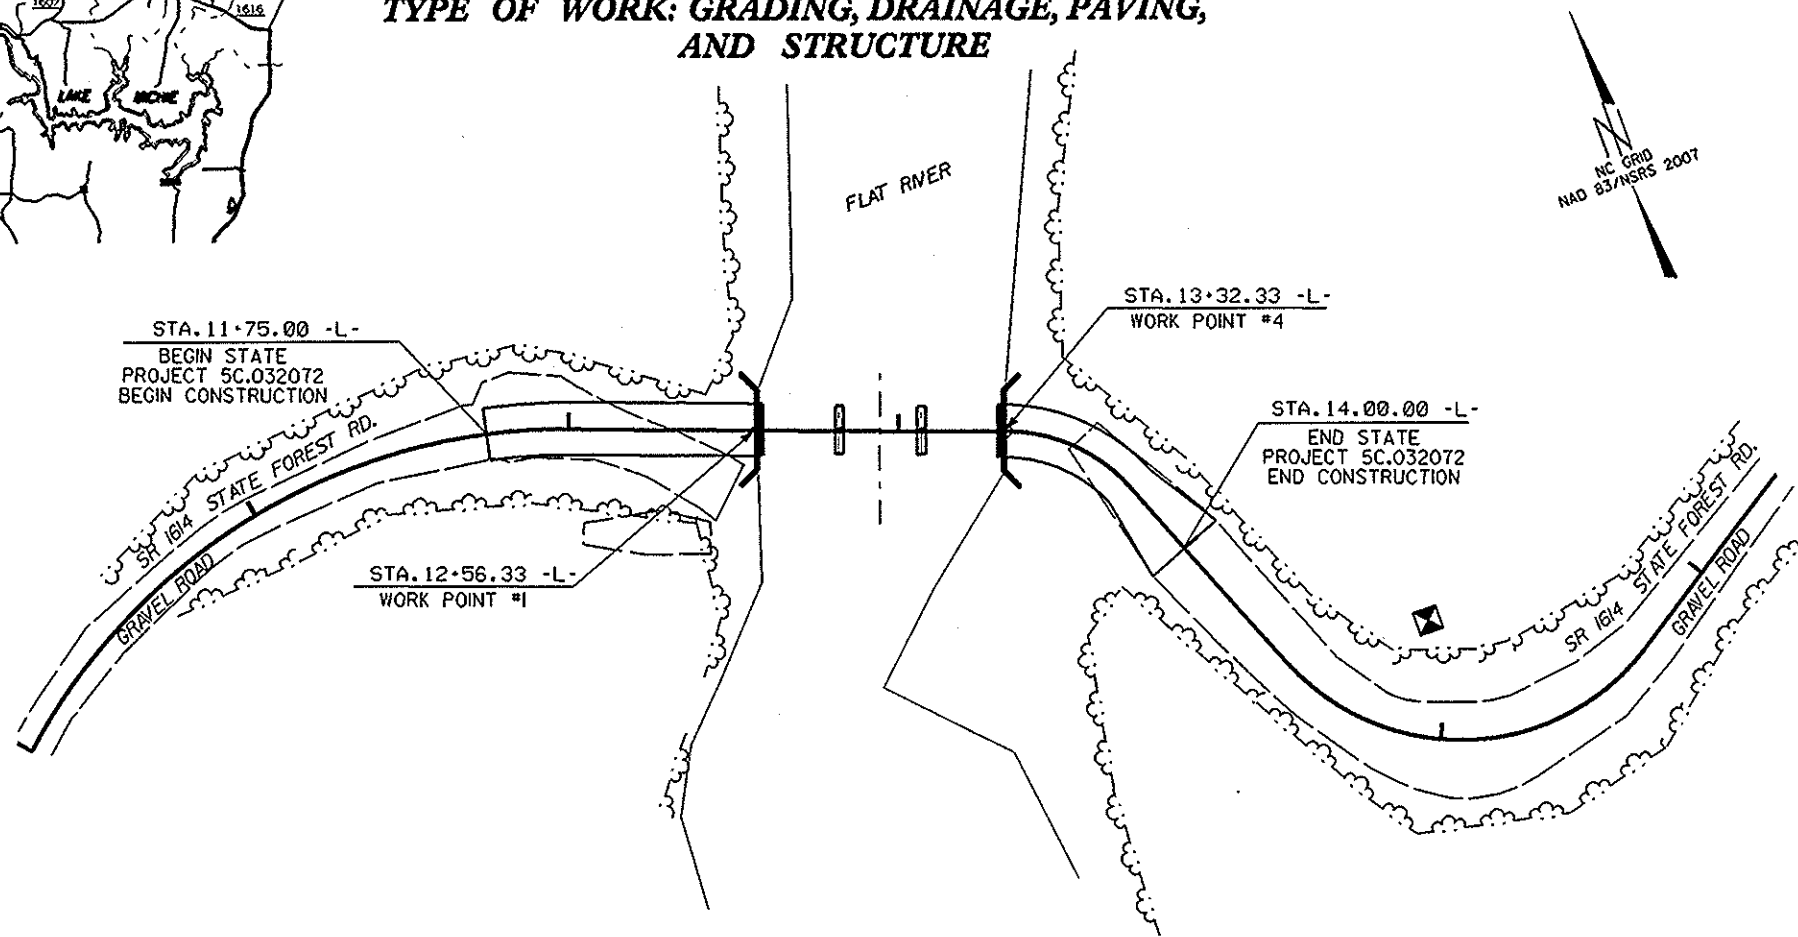 1602
1616
LAKE MICHIE
TYPE OF WORK: GRADING, DRAINAGE, PAVING,
AND STRUCTURE
FLAT RIVER
NC GRID
NAD 83/NSRS 2007
STA.13+32.33 -L-
WORK POINT #4
STA.11+75.00 -L-
BEGIN STATE
PROJECT 5C.032072
BEGIN CONSTRUCTION
STA.14.00.00 -L-
END STATE
PROJECT 5C.032072
END CONSTRUCTION
SR 1614 STATE FOREST RD.
GRAVEL ROAD
STA.12+56.33 -L-
WORK POINT #1
SR 1614 STATE FOREST RD.
GRAVEL ROAD